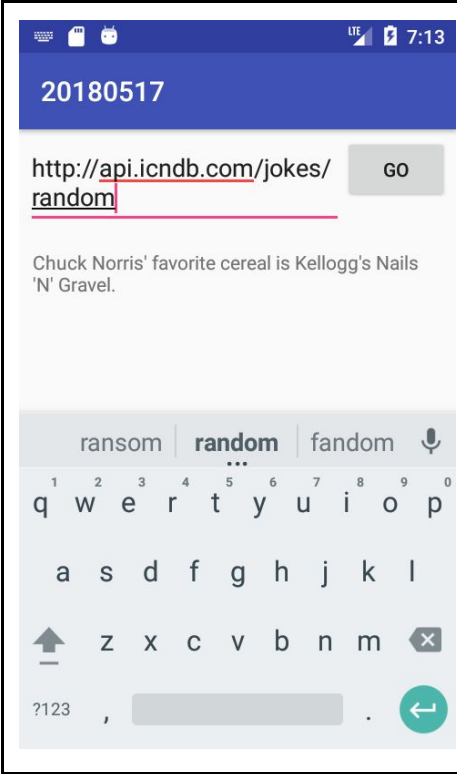 LTE 7:13
20180517
http://api.icndb.com/jokes/ GO
random
Chuck Norris' favorite cereal is Kellogg's Nails
'N' Gravel.
ransom random fandom
1 2 3 4 5 6 7 8 9 0
q w e r t y u i o p
a s d f g h j k l
z x c v b n m
?123 , .